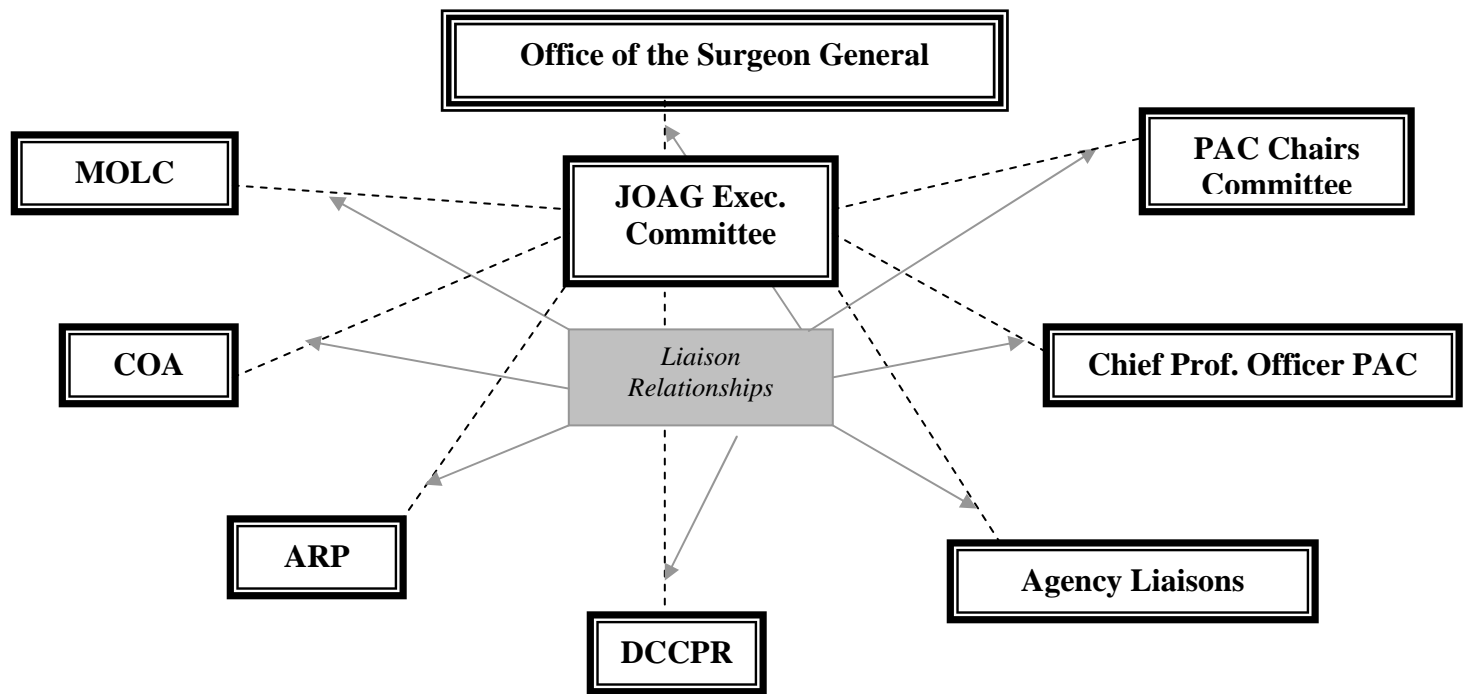 Office of the Surgeon General
MOLC
PAC Chairs
Committee
JOAG Exec.
Committee
COA
Liaison
Relationships
Chief Prof. Officer PAC
ARP
Agency Liaisons
DCCPR